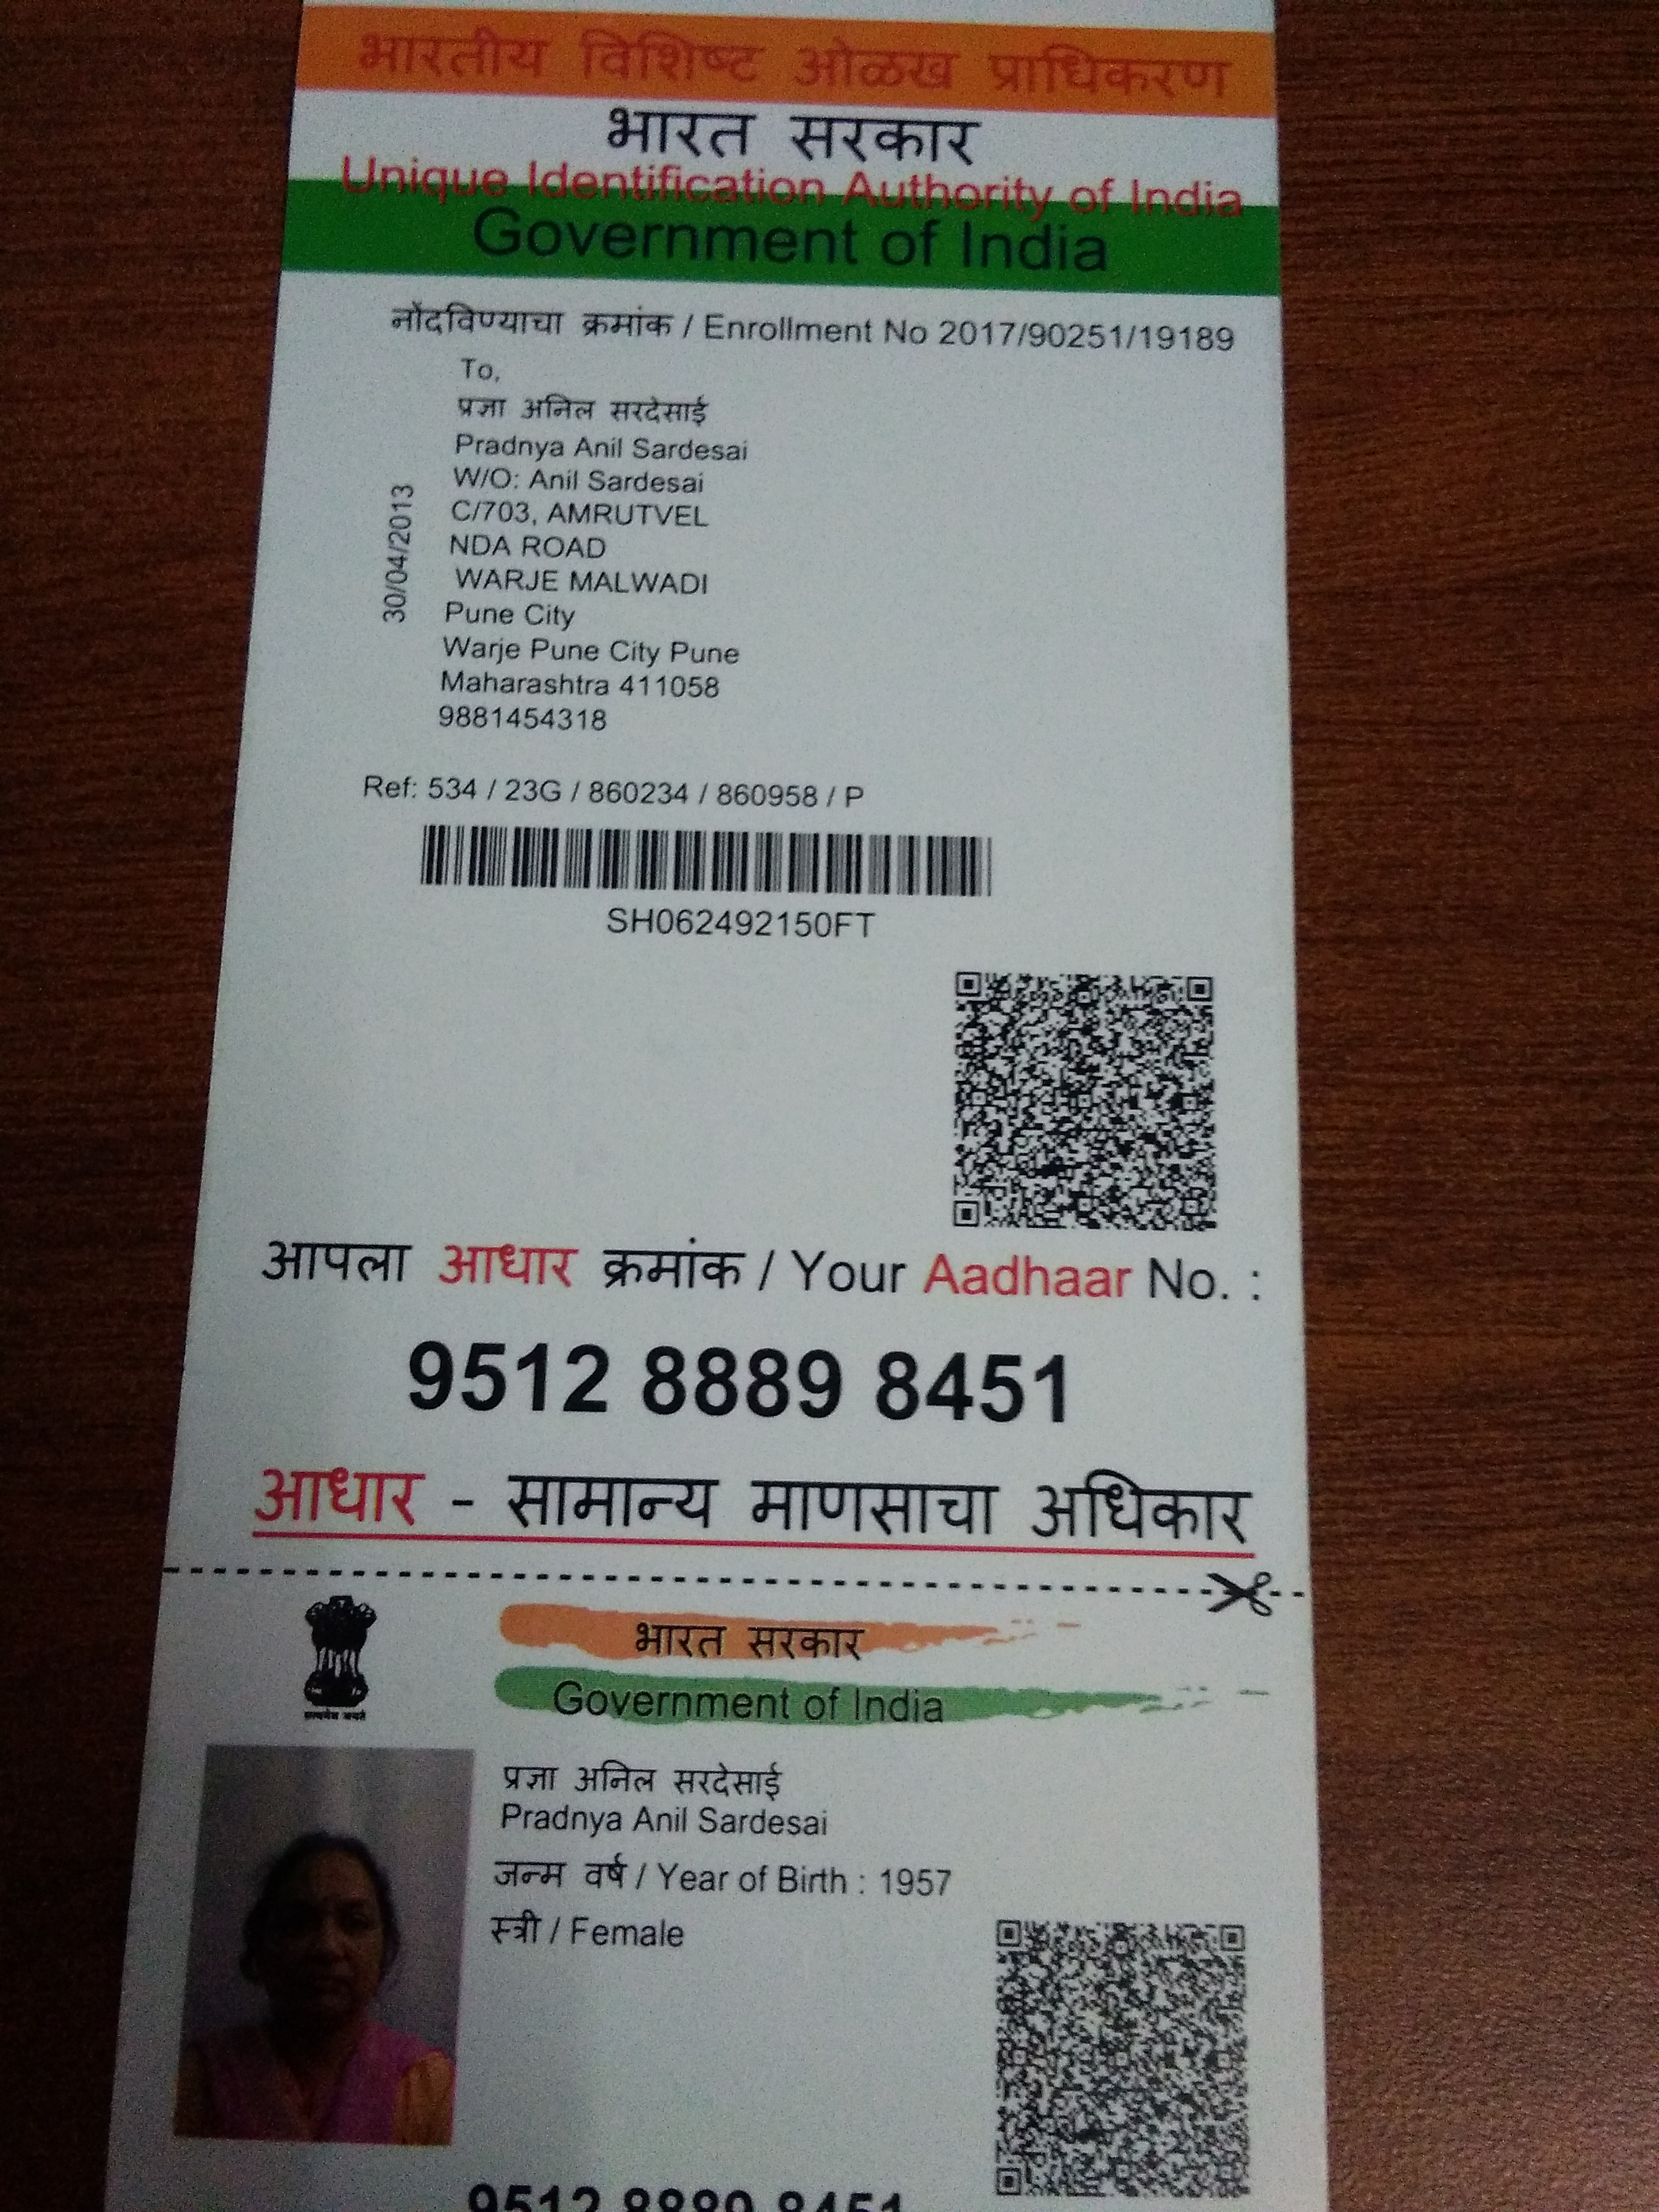 भारतीय विशिष्ट ओळख प्राधिकरण
भारत सरकार
Unique Identification Authority of India
Government of India
नोंदविण्याचा क्रमांक / Enrollment No 2017/90251/19189
To,
प्रज्ञा अनिल सरदेसाई
Pradnya Anil Sardesai
W/O: Anil Sardesai
C/703, AMRUTVEL
NDA ROAD
WARJE MALWADI
Pune City
Warje Pune City Pune
Maharashtra 411058
9881454318
30/04/2013
Ref: 534 / 23G / 860234 / 860958 / P
SH062492150FT
आपला आधार क्रमांक / Your Aadhaar No. :
9512 8889 8451
आधार - सामान्य माणसाचा अधिकार
भारत सरकार
Government of India
सत्यमेव जयते
प्रज्ञा अनिल सरदेसाई
Pradnya Anil Sardesai
जन्म वर्ष / Year of Birth : 1957
स्त्री / Female
9512 8889 8451